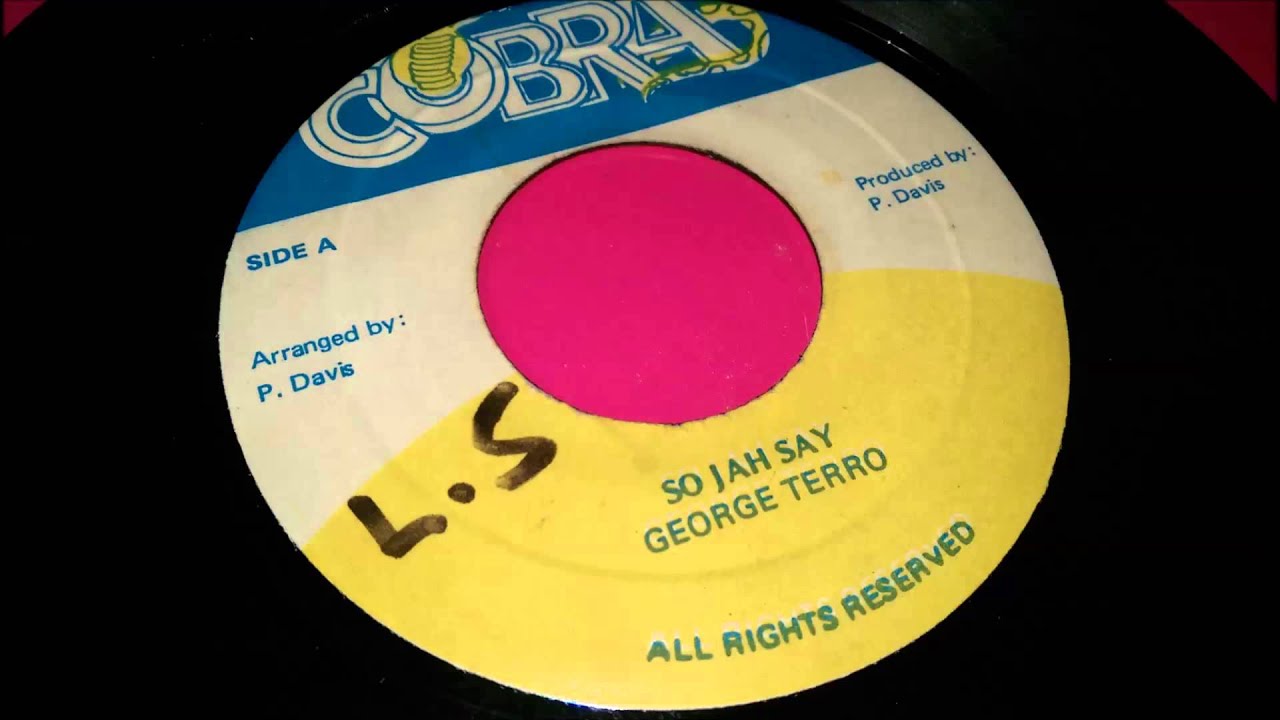 COBRA
Produced by:
P. Davis
SIDE A
Arranged by:
P. Davis
L.S
SO JAH SAY
GEORGE TERRO
ALL RIGHTS RESERVED